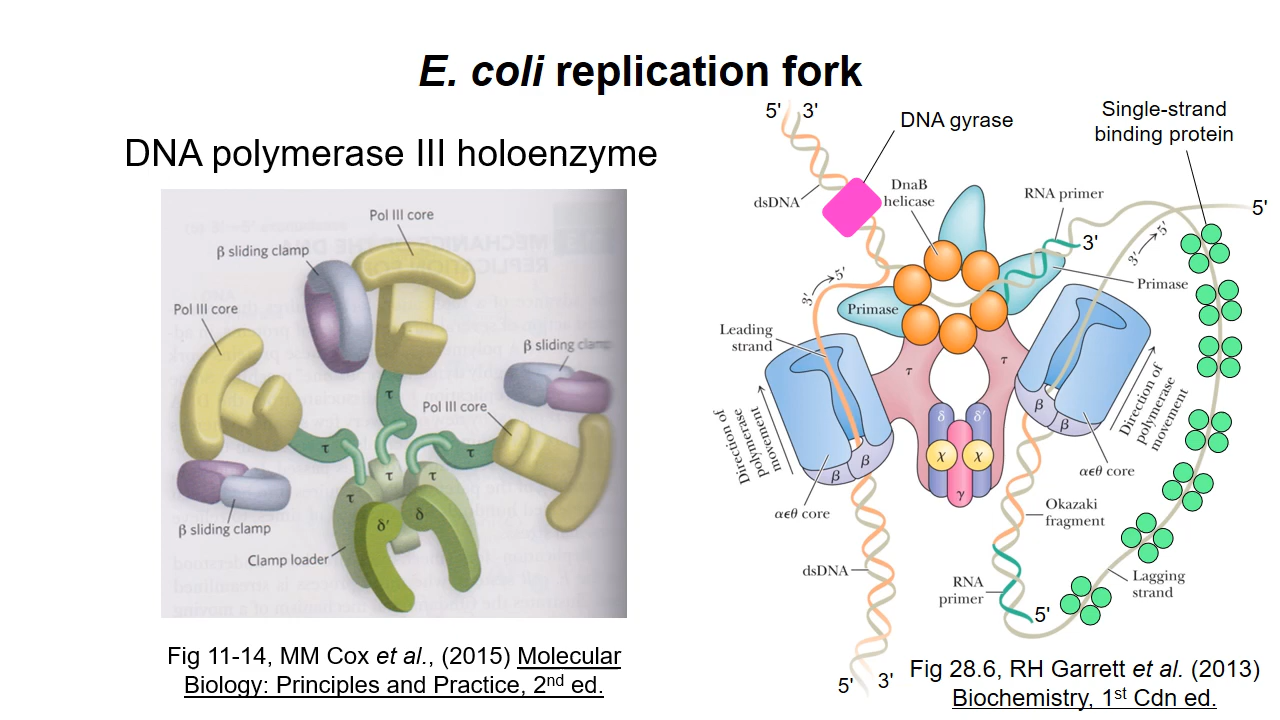 E. coli replication fork
DNA polymerase III holoenzyme
Pol III core
β sliding clamp
Pol III core
β sliding clamp
τ
Pol III core
τ
τ
τ
τ
τ
δ′
δ
β sliding clamp
Clamp loader
Fig 11-14, MM Cox et al., (2015) Molecular
Biology: Principles and Practice, 2nd ed.
5' 3'
DNA gyrase
Single-strand
binding protein
dsDNA
DnaB
helicase
RNA primer
5'
3'
3′ 5′
3′ 5′
Primase
Primase
Leading
strand
τ
τ
Direction of
polymerase
movement
Direction of
polymerase
movement
δ δ′
χ χ
γ
β
β
β
β
αϵθ core
αϵθ core
Okazaki
fragment
dsDNA
RNA
primer
5'
Lagging
strand
5' 3'
Fig 28.6, RH Garrett et al. (2013)
Biochemistry, 1st Cdn ed.